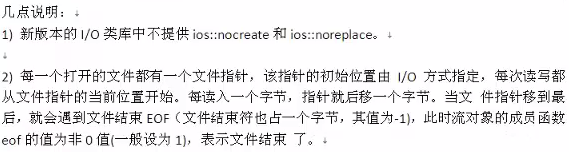 几点说明：
1) 新版本的 I/O 类库中不提供 ios::nocreate 和 ios::noreplace。
2) 每一个打开的文件都有一个文件指针，该指针的初始位置由 I/O 方式指定，每次读写都
从文件指针的当前位置开始。每读入一个字节，指针就后移一个字节。当文 件指针移到最
后，就会遇到文件结束 EOF（文件结束符也占一个字节，其值为-1)，此时流对象的成员函数
eof 的值为非 0 值(一般设为 1)，表示文件结束 了。